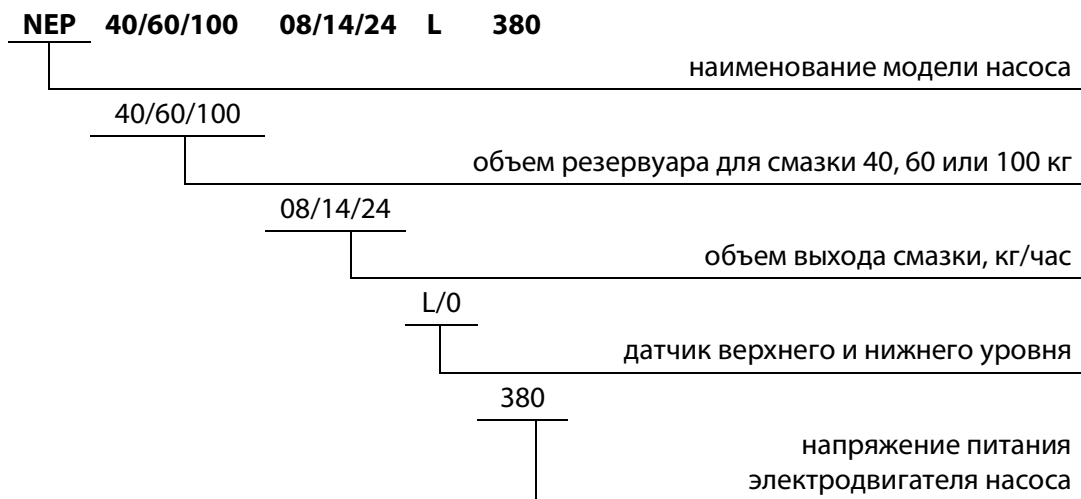 NEP 40/60/100 08/14/24 L 380
наименование модели насоса
40/60/100
объем резервуара для смазки 40, 60 или 100 кг
08/14/24
объем выхода смазки, кг/час
L/0
датчик верхнего и нижнего уровня
380
напряжение питания
электродвигателя насоса